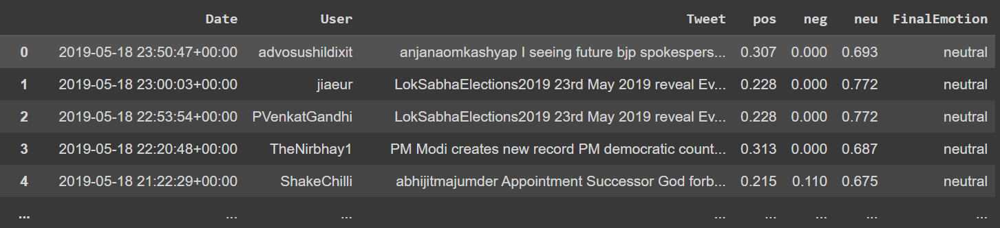 Date User Tweet pos neg neu FinalEmotion
0 2019-05-18 23:50:47+00:00 advosushildixit anjanaomkashyap I seeing future bjp spokespers... 0.307 0.000 0.693 neutral
1 2019-05-18 23:00:03+00:00 jiaeur LokSabhaElections2019 23rd May 2019 reveal Ev... 0.228 0.000 0.772 neutral
2 2019-05-18 22:53:54+00:00 PVenkatGandhi LokSabhaElections2019 23rd May 2019 reveal Ev... 0.228 0.000 0.772 neutral
3 2019-05-18 22:20:48+00:00 TheNirbhay1 PM Modi creates new record PM democratic count... 0.313 0.000 0.687 neutral
4 2019-05-18 21:22:29+00:00 ShakeChilli abhijitmajumder Appointment Successor God forb... 0.215 0.110 0.675 neutral
... ... ... ... ... ... ... ...